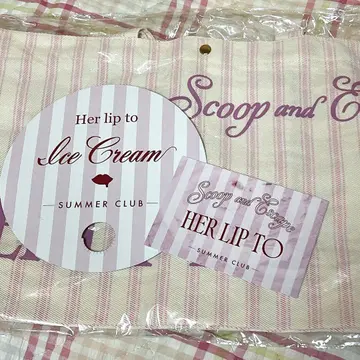 Scoop and E
Her lip to
Ice Cream
SUMMER CLUB
Scoop and Escape
HER LIP TO
SUMMER CLUB